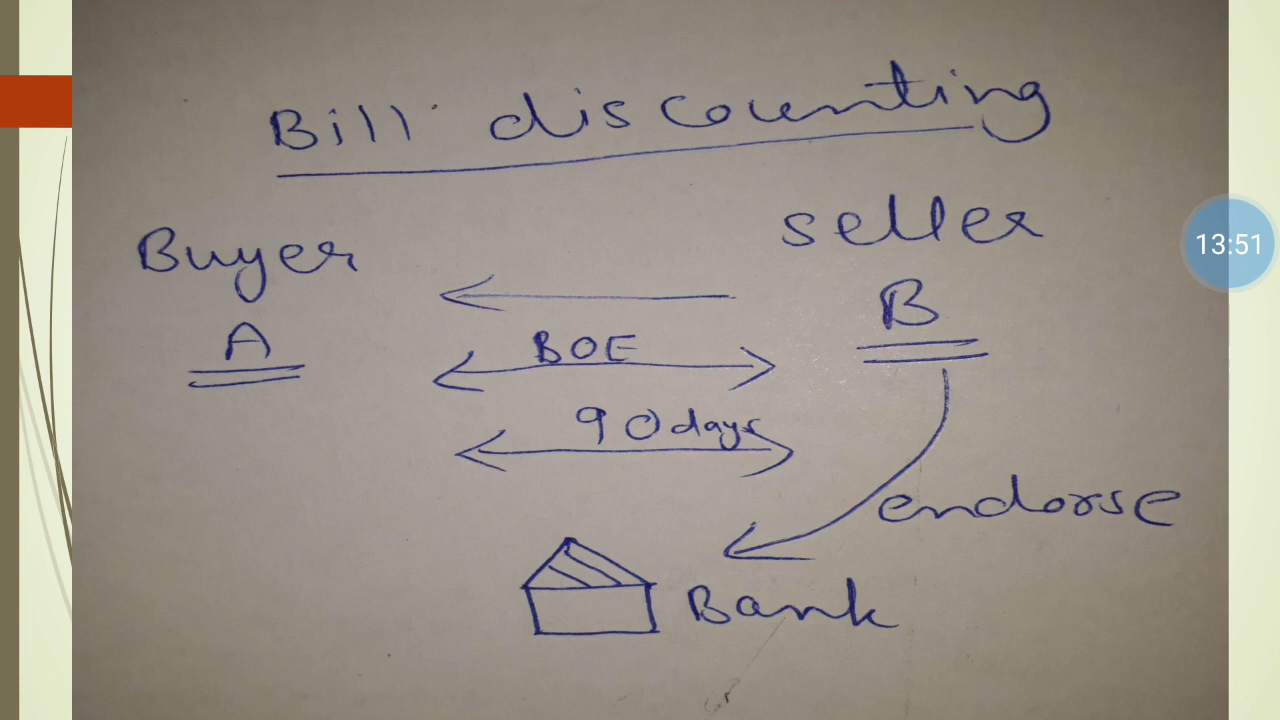 Bill discounting
Buyer
seller
A
B
BOE
90 days
endorse
Bank
13:51